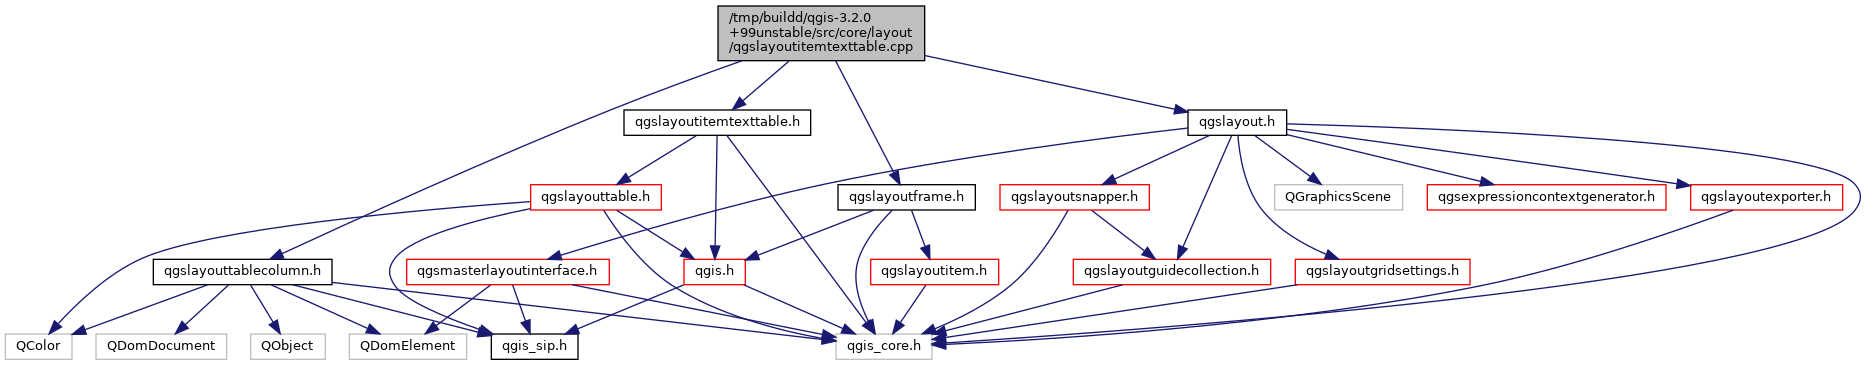 /tmp/buildd/qgis-3.2.0
+99unstable/src/core/layout
/qgslayoutitemtexttable.cpp
qgslayoutitemtexttable.h
qgslayout.h
qgslayouttable.h
qgslayoutframe.h
qgslayoutsnapper.h
QGraphicsScene
qgsexpressioncontextgenerator.h
qgslayoutexporter.h
qgslayouttablecolumn.h
qgsmasterlayoutinterface.h
qgis.h
qgslayoutitem.h
qgslayoutguidecollection.h
qgslayoutgridsettings.h
QColor
QDomDocument
QObject
QDomElement
qgis_sip.h
qgis_core.h